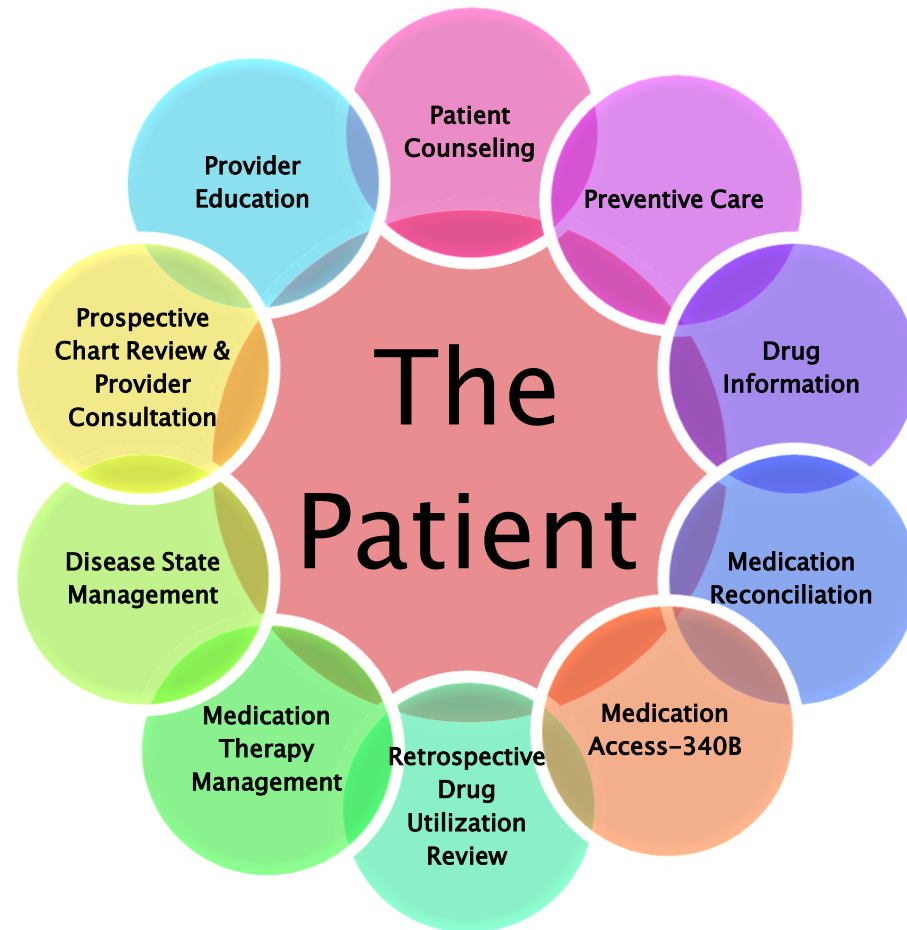 Patient
Counseling
Preventive Care
Drug
Information
Medication
Reconciliation
Medication
Access-340B
Retrospective
Drug
Utilization
Review
Medication
Therapy
Management
Disease State
Management
Prospective
Chart Review &
Provider
Consultation
Provider
Education
The
Patient